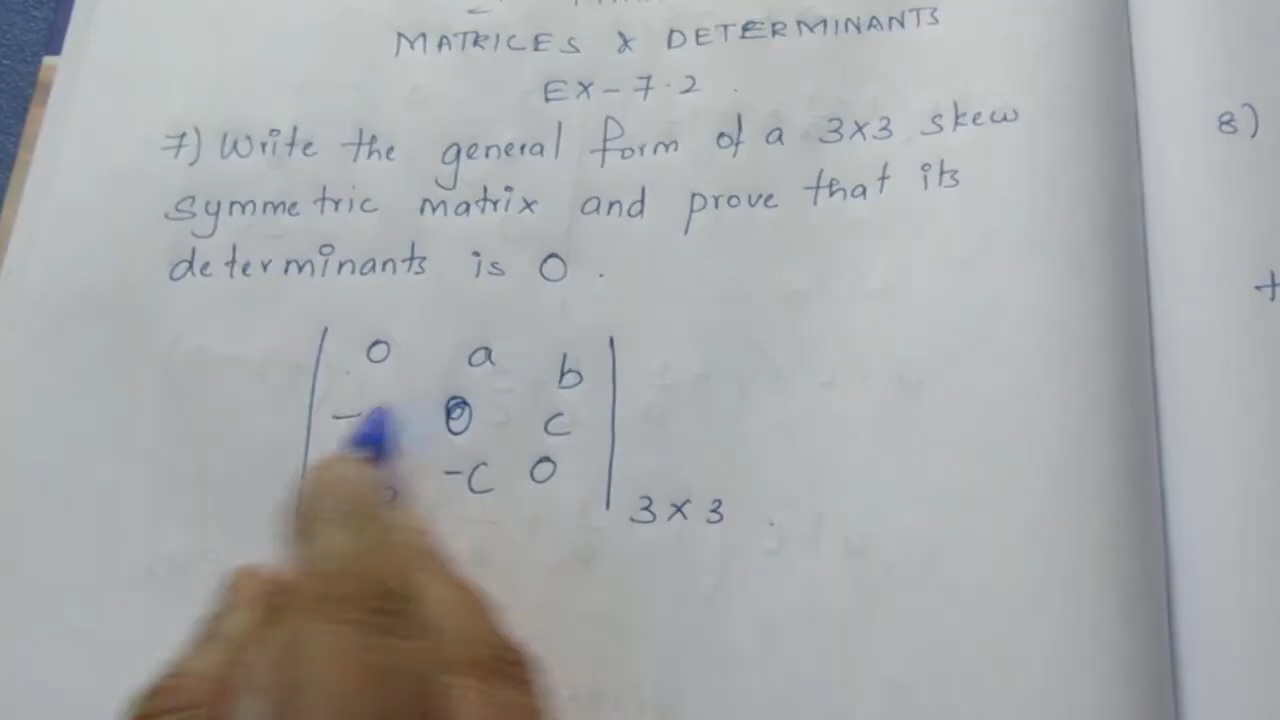 MATRICES & DETERMINANTS
EX-7.2
7) Write the general form of a 3×3 skew
symmetric matrix and prove that its
determinants is 0.
0 a b
- 0 c
-c 0
3×3
8)
+